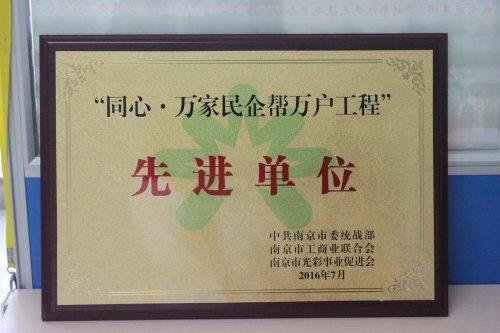 “同心·万家民企帮万户工程”
先进单位
中共南京市委统战部
南京市工商业联合会
南京市光彩事业促进会
2016年7月